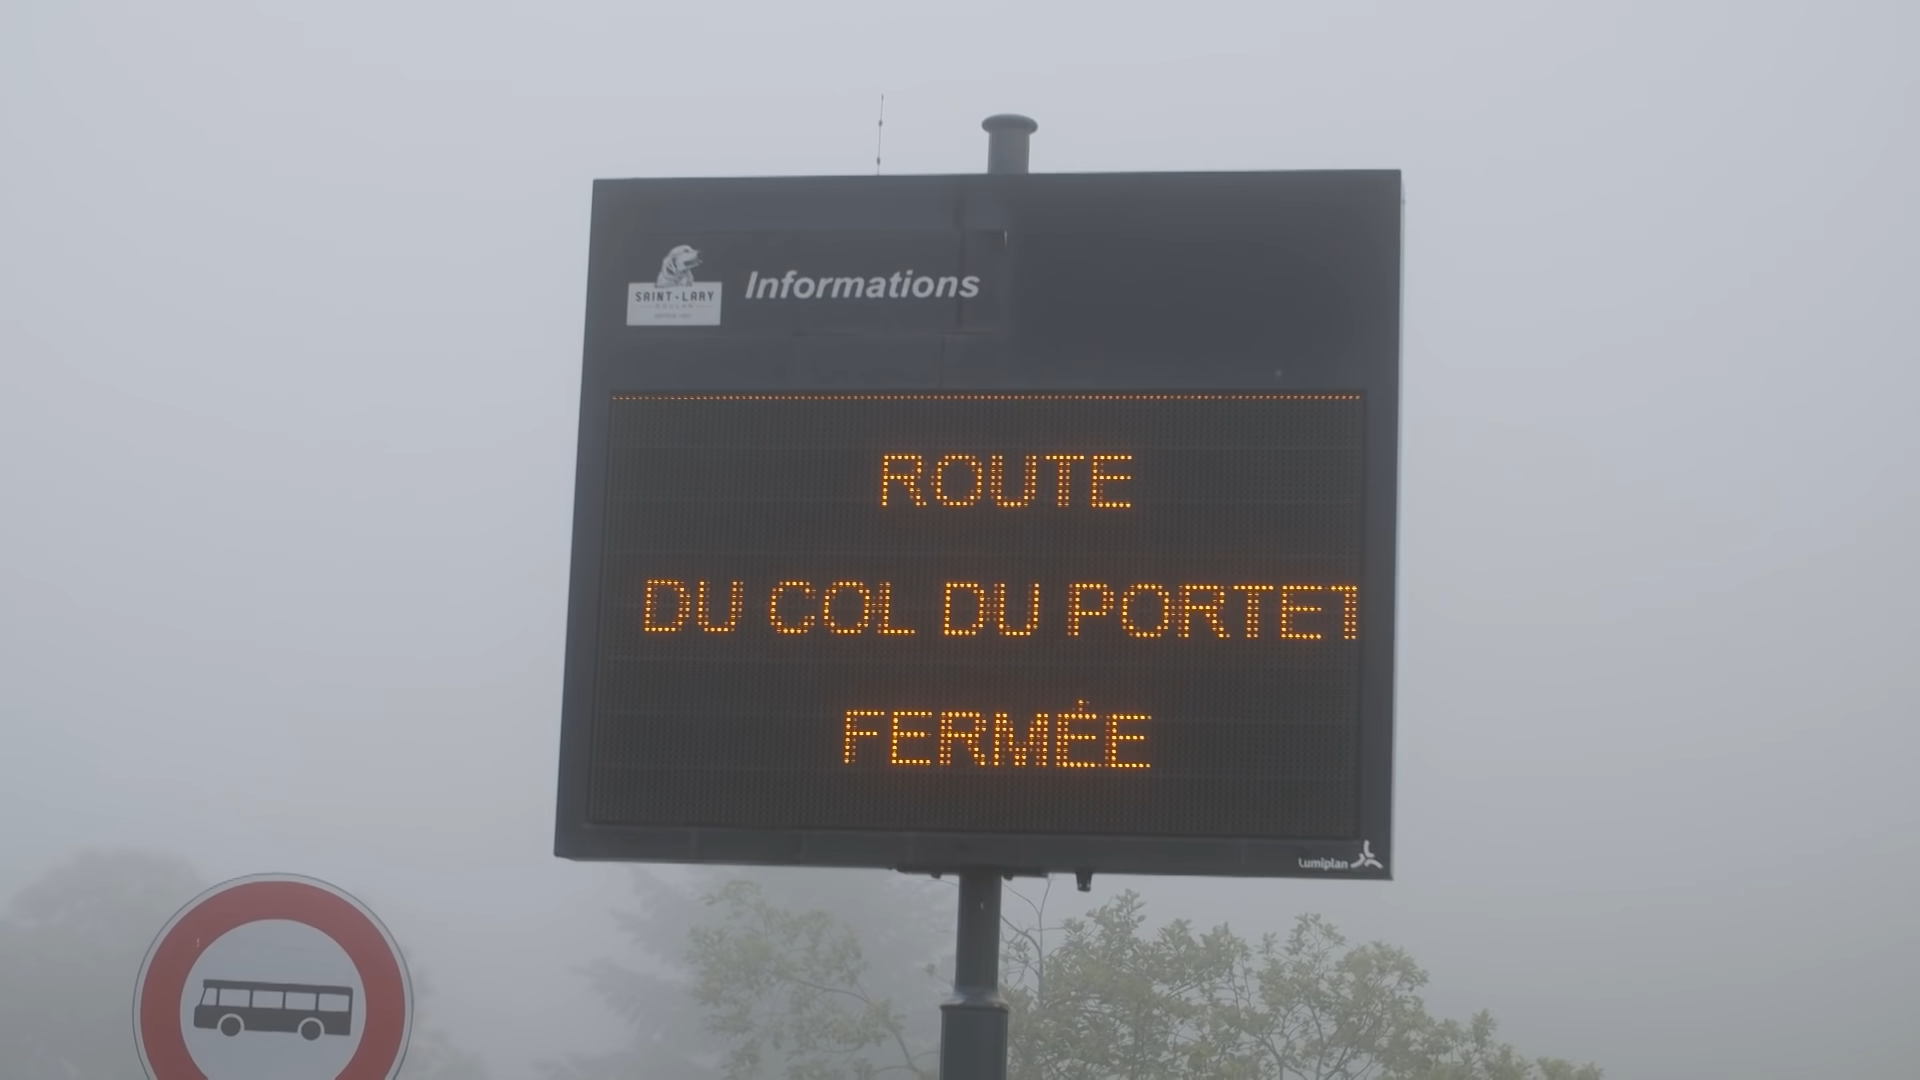 SAINT-LARY
Informations
ROUTE
DU COL DU PORTET
FERMÉE
Lumiplan